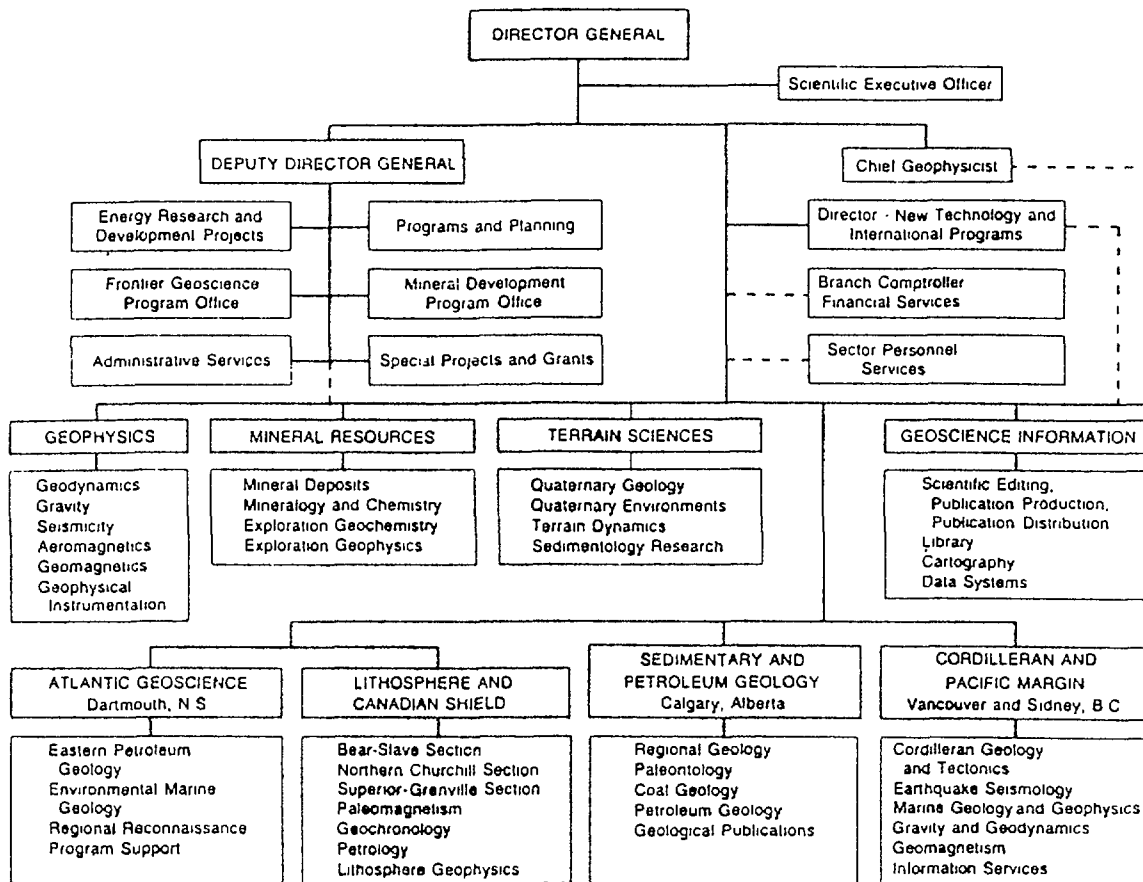 DIRECTOR GENERAL
Scientific Executive Officer
DEPUTY DIRECTOR GENERAL
Chief Geophysicist
Energy Research and
Development Projects
Programs and Planning
Director - New Technology and
International Programs
Frontier Geoscience
Program Office
Mineral Development
Program Office
Branch Comptroller
Financial Services
Administrative Services
Special Projects and Grants
Sector Personnel
Services
GEOPHYSICS
Geodynamics
Gravity
Seismicity
Aeromagnetics
Geomagnetics
Geophysical
Instrumentation
MINERAL RESOURCES
Mineral Deposits
Mineralogy and Chemistry
Exploration Geochemistry
Exploration Geophysics
TERRAIN SCIENCES
Quaternary Geology
Quaternary Environments
Terrain Dynamics
Sedimentology Research
GEOSCIENCE INFORMATION
Scientific Editing,
Publication Production,
Publication Distribution
Library
Cartography
Data Systems
ATLANTIC GEOSCIENCE
Dartmouth, N S
Eastern Petroleum
Geology
Environmental Marine
Geology
Regional Reconnaissance
Program Support
LITHOSPHERE AND
CANADIAN SHIELD
Bear-Slave Section
Northern Churchill Section
Superior-Grenville Section
Paleomagnetism
Geochronology
Petrology
Lithosphere Geophysics
SEDIMENTARY AND
PETROLEUM GEOLOGY
Calgary, Alberta
Regional Geology
Paleontology
Coal Geology
Petroleum Geology
Geological Publications
CORDILLERAN AND
PACIFIC MARGIN
Vancouver and Sidney, B C
Cordilleran Geology
and Tectonics
Earthquake Seismology
Marine Geology and Geophysics
Gravity and Geodynamics
Geomagnetism
Information Services